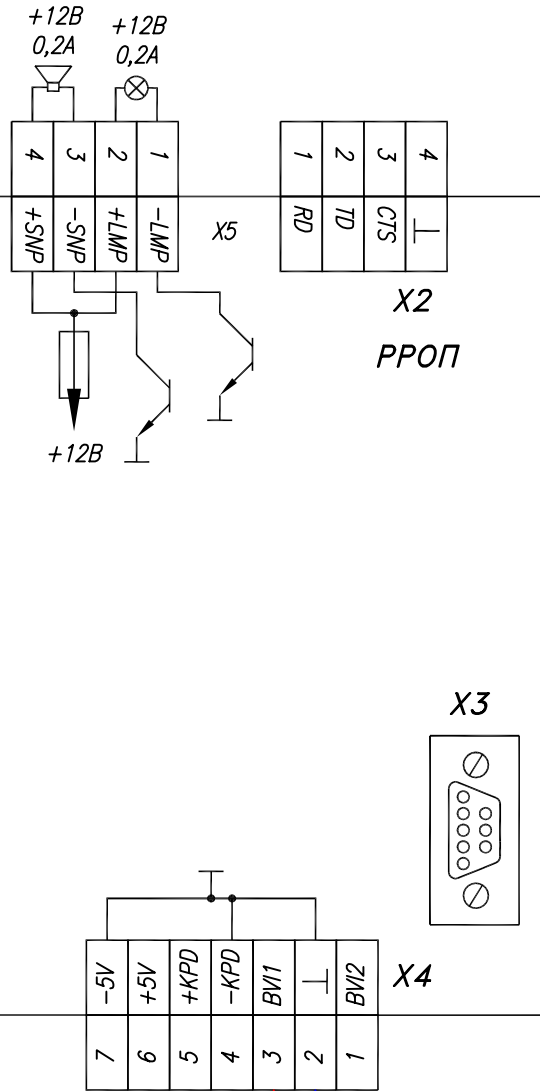 +12В
0,2А
+12В
0,2А
4 3 2 1
+SNP -SNP +LMP -LMP
X5
1 2 3 4
RD TD CTS ⊥
X2
РРОП
+12В
X3
-5V +5V +KPD -KPD BVI1 ⊥ BVI2
X4
7 6 5 4 3 2 1